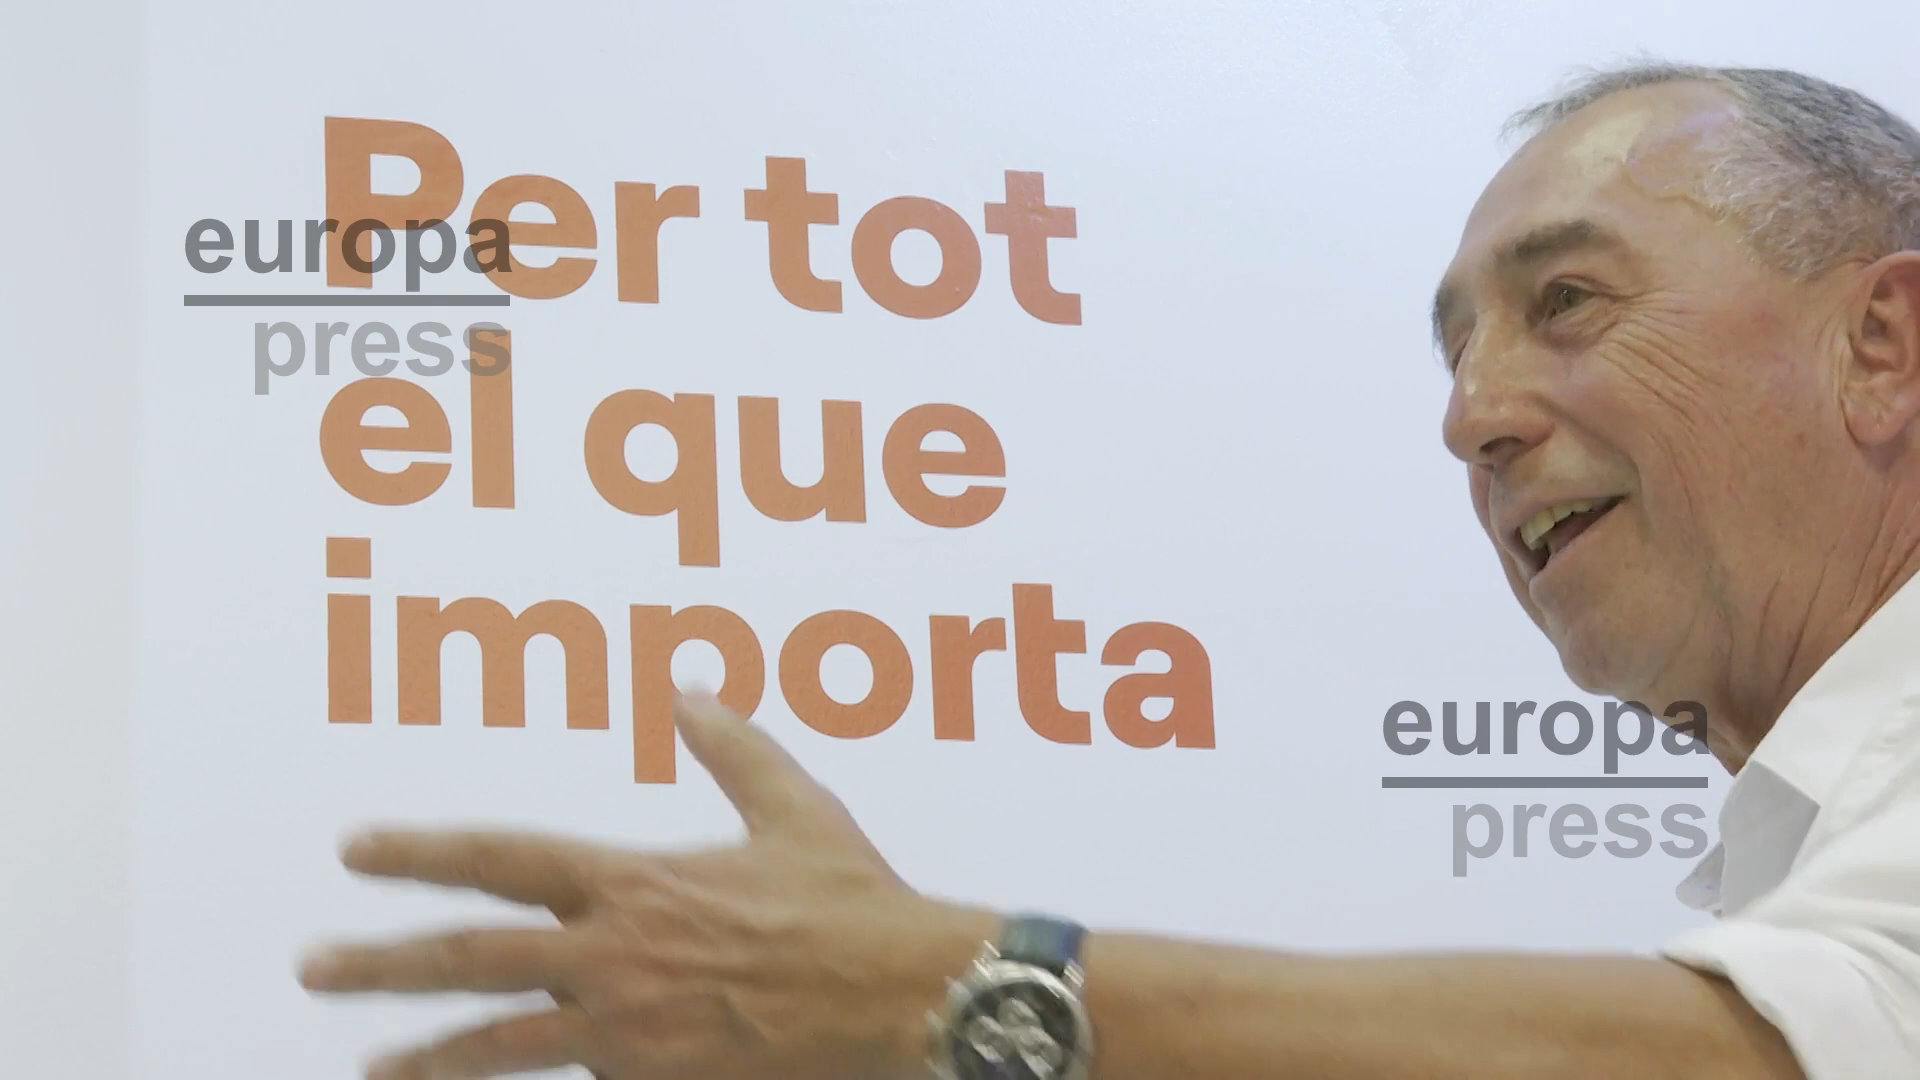 Per tot
el que
importa
europa
press
europa
press